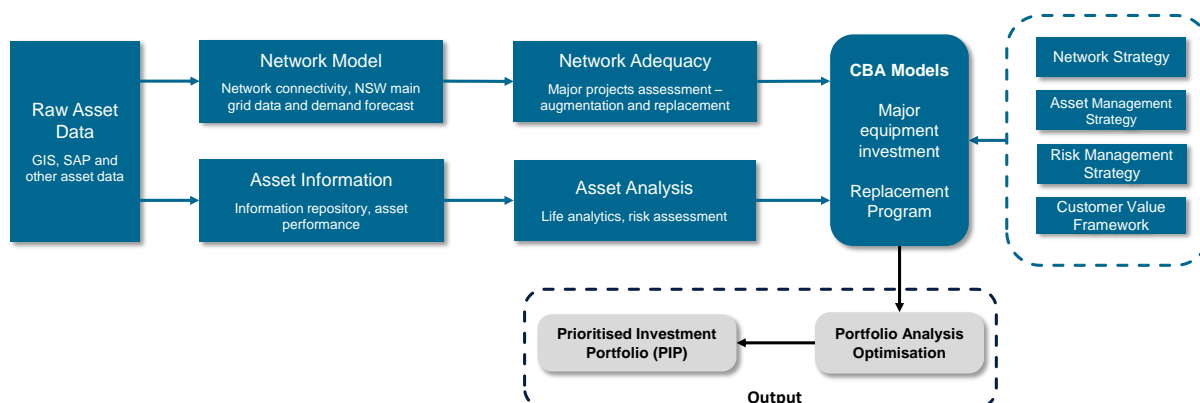 Raw Asset
Data
GIS, SAP and
other asset data
Network Model
Network connectivity, NSW main
grid data and demand forecast
Network Adequacy
Major projects assessment –
augmentation and replacement
Asset Information
Information repository, asset
performance
Asset Analysis
Life analytics, risk assessment
CBA Models
Major
equipment
investment
Replacement
Program
Network Strategy
Asset Management
Strategy
Risk Management
Strategy
Customer Value
Framework
Prioritised Investment
Portfolio (PIP)
Portfolio Analysis
Optimisation
Output